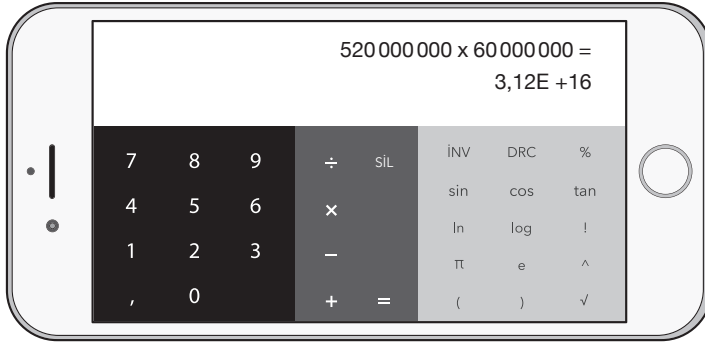 520 000 000 x 60 000 000 =
3,12E +16
7 8 9 ÷ SİL İNV DRC %
4 5 6 × sin cos tan
1 2 3 − ln log !
π e ^
, 0 + = ( ) √